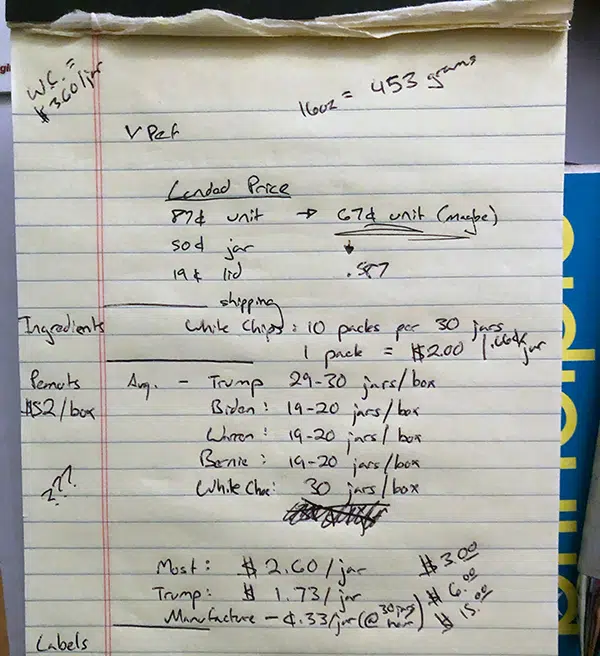 W.C. =
$3.60/jar
16oz = 453 grams
V Pef
Landed Price
87¢ unit → 67¢ unit (maybe)
50¢ jar
19¢ lid .587
shipping
Ingredients White Chips: 10 packs per 30 jars
1 pack = $2.00 /.66¢/jar
Peanuts Avg. - Trump 29-30 jars/box
$52/box Biden: 19-20 jars/box
Warren: 19-20 jars/box
Bernie: 19-20 jars/box
??? White Choc: 30 jars/box
Most: $2.60/jar $3.00
Trump: $1.73/jar $6.00
Manufacture - ¢.33/jar (@ 30 jars hour) $15.00
Labels